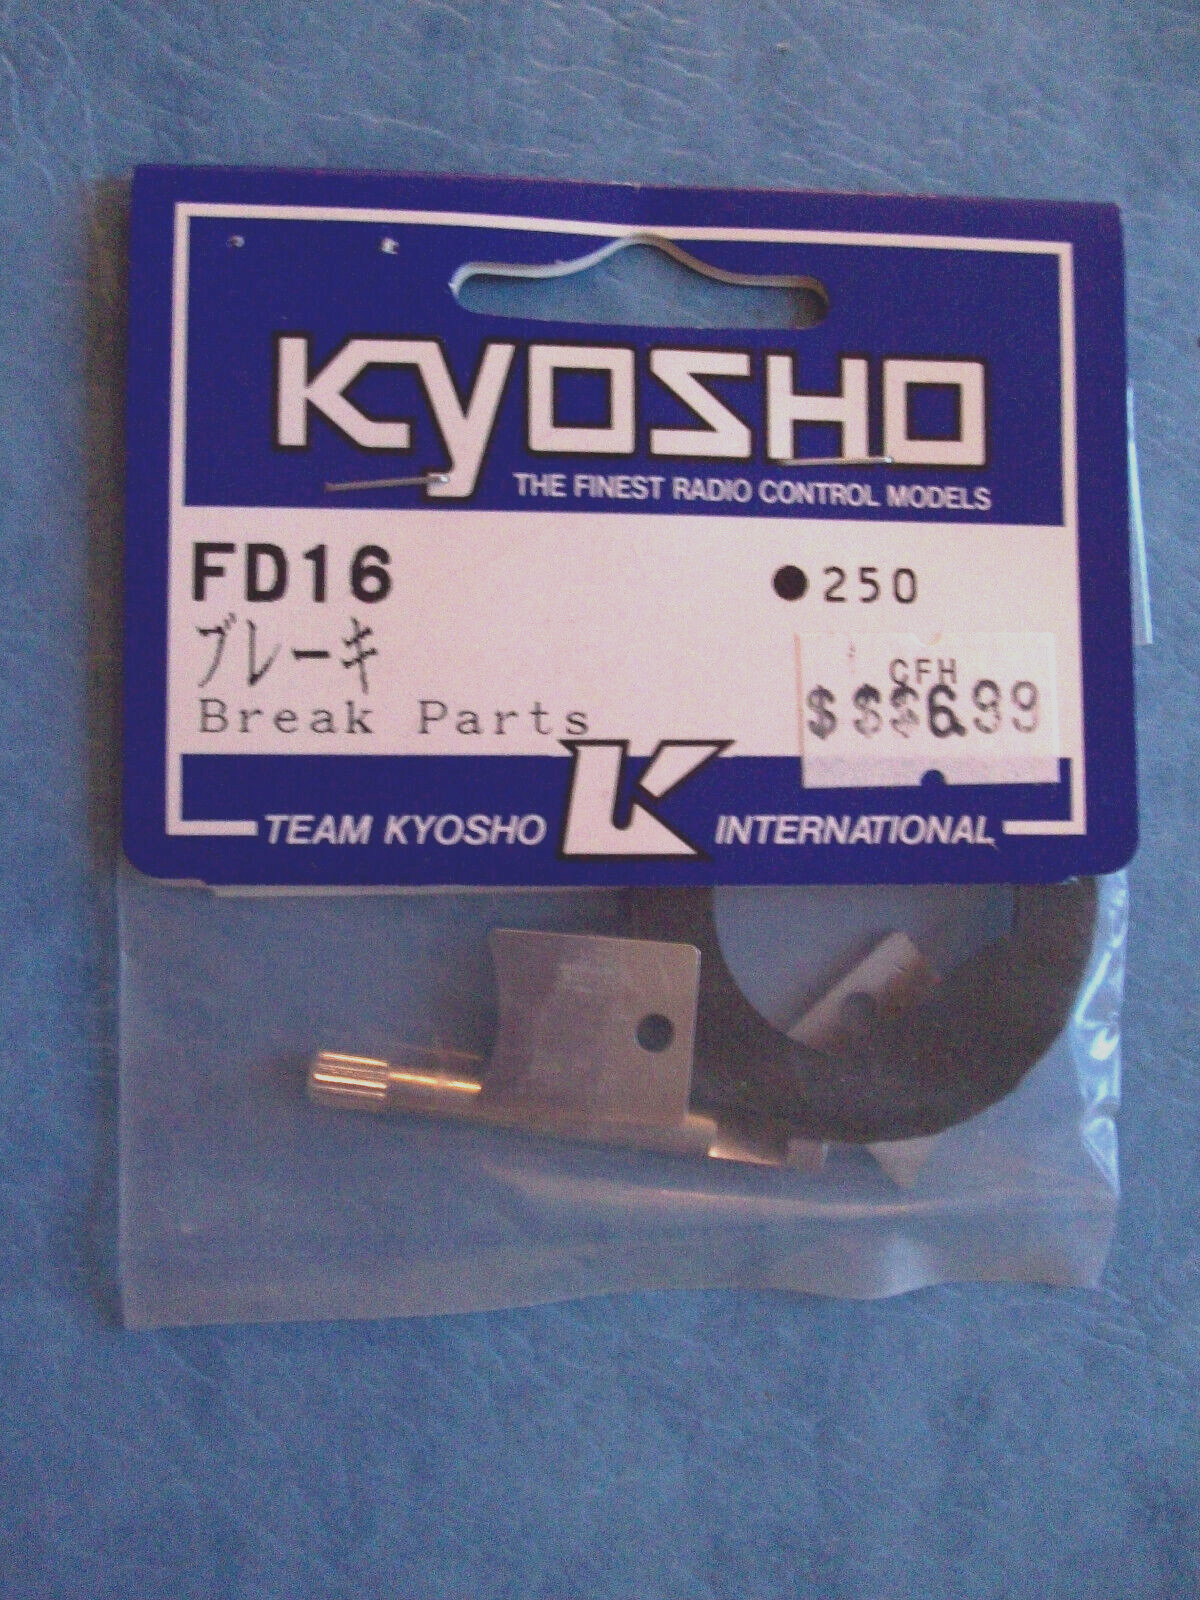 KYOSHO
THE FINEST RADIO CONTROL MODELS
FD16
●250
ブレーキ
Break Parts
CFH
$ $$6.99
TEAM KYOSHO K INTERNATIONAL